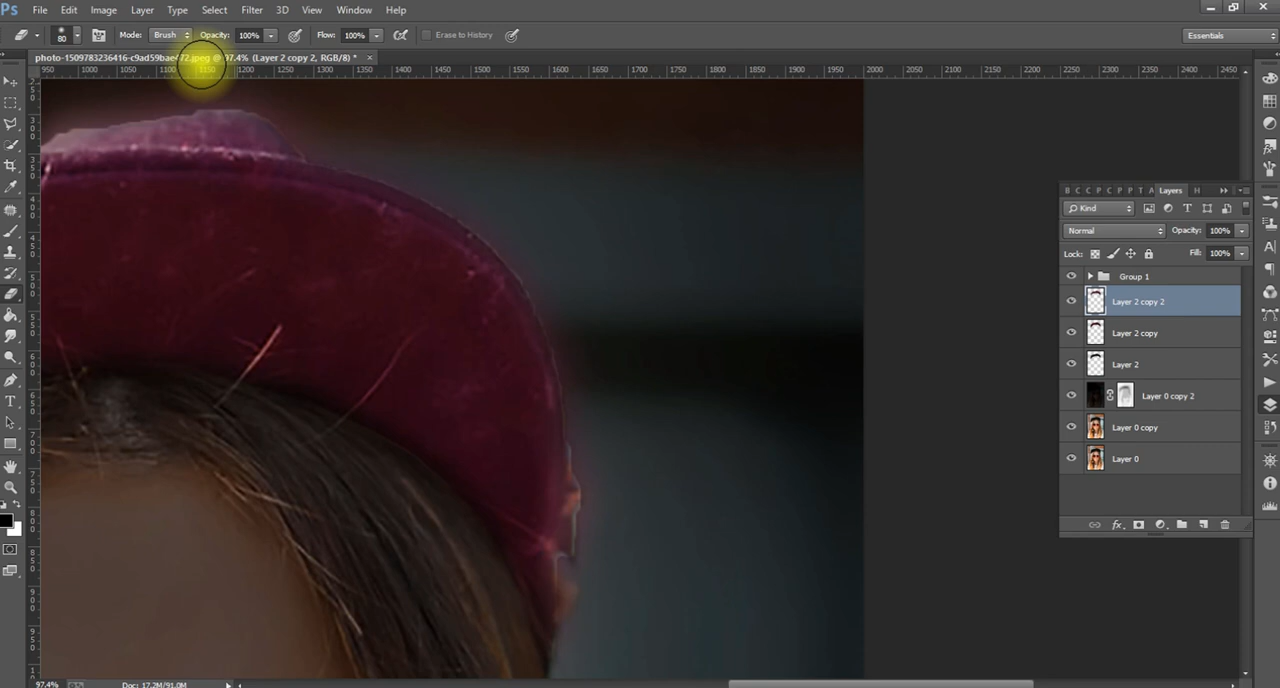 Ps File Edit Image Layer Type Select Filter 3D View Window Help
80 Mode: Brush Opacity: 100% Flow: 100% Erase to History Essentials
photo-1509783236416-c9ad59bae472.jpeg @ 97.4% (Layer 2 copy 2, RGB/8) *
1000 1050 1100 1150 1200 1250 1300 1350 1400 1450 1500 1550 1600 1650 1700 1750 1800 1850 1900 1950 2000 2050 2100 2150 2200 2250 2300 2350 2400 2450
B C C P C P P T A Layers H
Kind
Normal Opacity: 100%
Lock: Fill: 100%
Group 1
Layer 2 copy 2
Layer 2 copy
Layer 2
Layer 0 copy 2
Layer 0 copy
Layer 0
97.4% Doc: 17.2M/91.0M